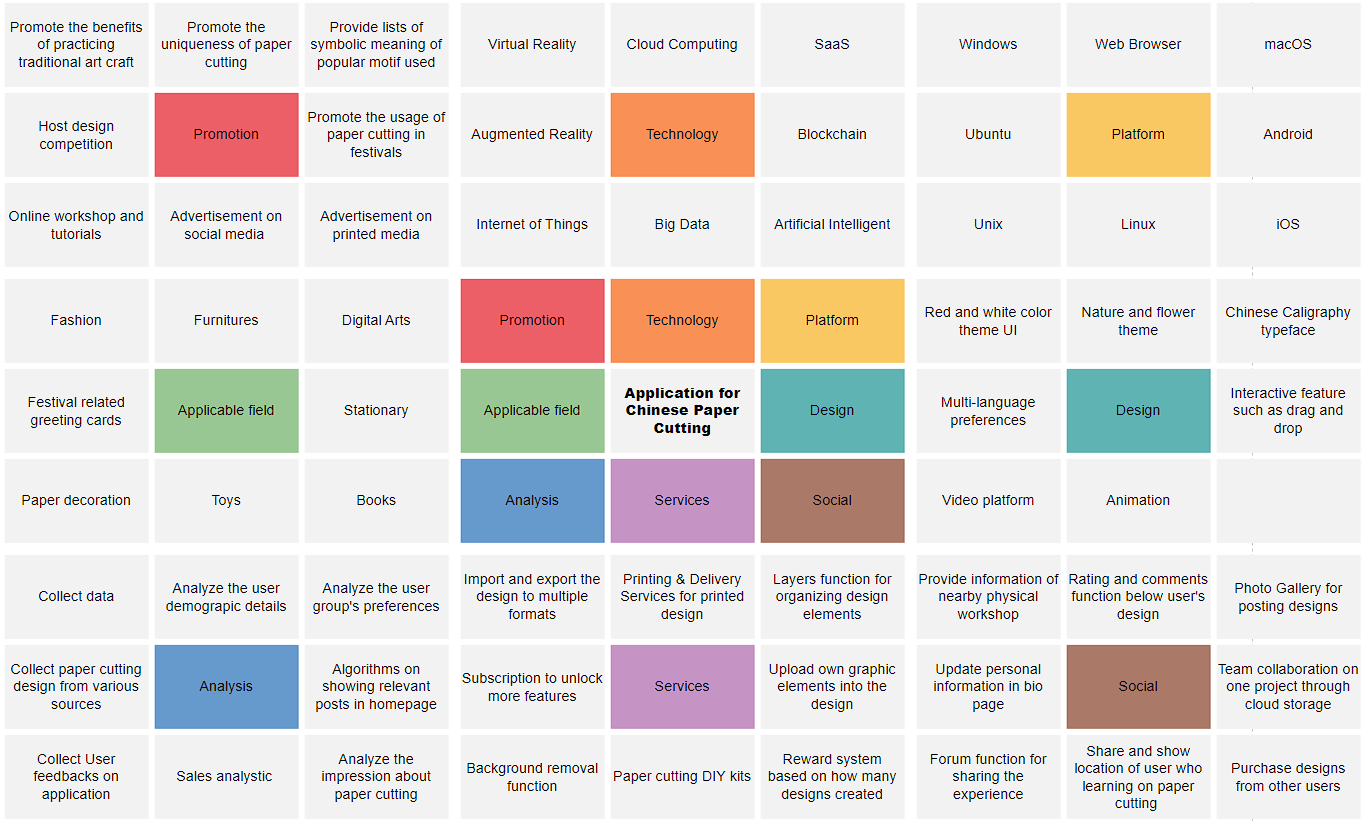 Promote the benefits
of practicing
traditional art craft
Promote the
uniqueness of paper
cutting
Provide lists of
symbolic meaning of
popular motif used
Virtual Reality
Cloud Computing
SaaS
Windows
Web Browser
macOS
Host design
competition
Promotion
Promote the usage of
paper cutting in
festivals
Augmented Reality
Technology
Blockchain
Ubuntu
Platform
Android
Online workshop and
tutorials
Advertisement on
social media
Advertisement on
printed media
Internet of Things
Big Data
Artificial Intelligent
Unix
Linux
iOS
Fashion
Furnitures
Digital Arts
Promotion
Technology
Platform
Red and white color
theme UI
Nature and flower
theme
Chinese Caligraphy
typeface
Festival related
greeting cards
Applicable field
Stationary
Applicable field
Application for
Chinese Paper
Cutting
Design
Multi-language
preferences
Design
Interactive feature
such as drag and
drop
Paper decoration
Toys
Books
Analysis
Services
Social
Video platform
Animation
Collect data
Analyze the user
demograpic details
Analyze the user
group's preferences
Import and export the
design to multiple
formats
Printing & Delivery
Services for printed
design
Layers function for
organizing design
elements
Provide information of
nearby physical
workshop
Rating and comments
function below user's
design
Photo Gallery for
posting designs
Collect paper cutting
design from various
sources
Analysis
Algorithms on
showing relevant
posts in homepage
Subscription to unlock
more features
Services
Upload own graphic
elements into the
design
Update personal
information in bio
page
Social
Team collaboration on
one project through
cloud storage
Collect User
feedbacks on
application
Sales analystic
Analyze the
impression about
paper cutting
Background removal
function
Paper cutting DIY kits
Reward system
based on how many
designs created
Forum function for
sharing the
experience
Share and show
location of user who
learning on paper
cutting
Purchase designs
from other users